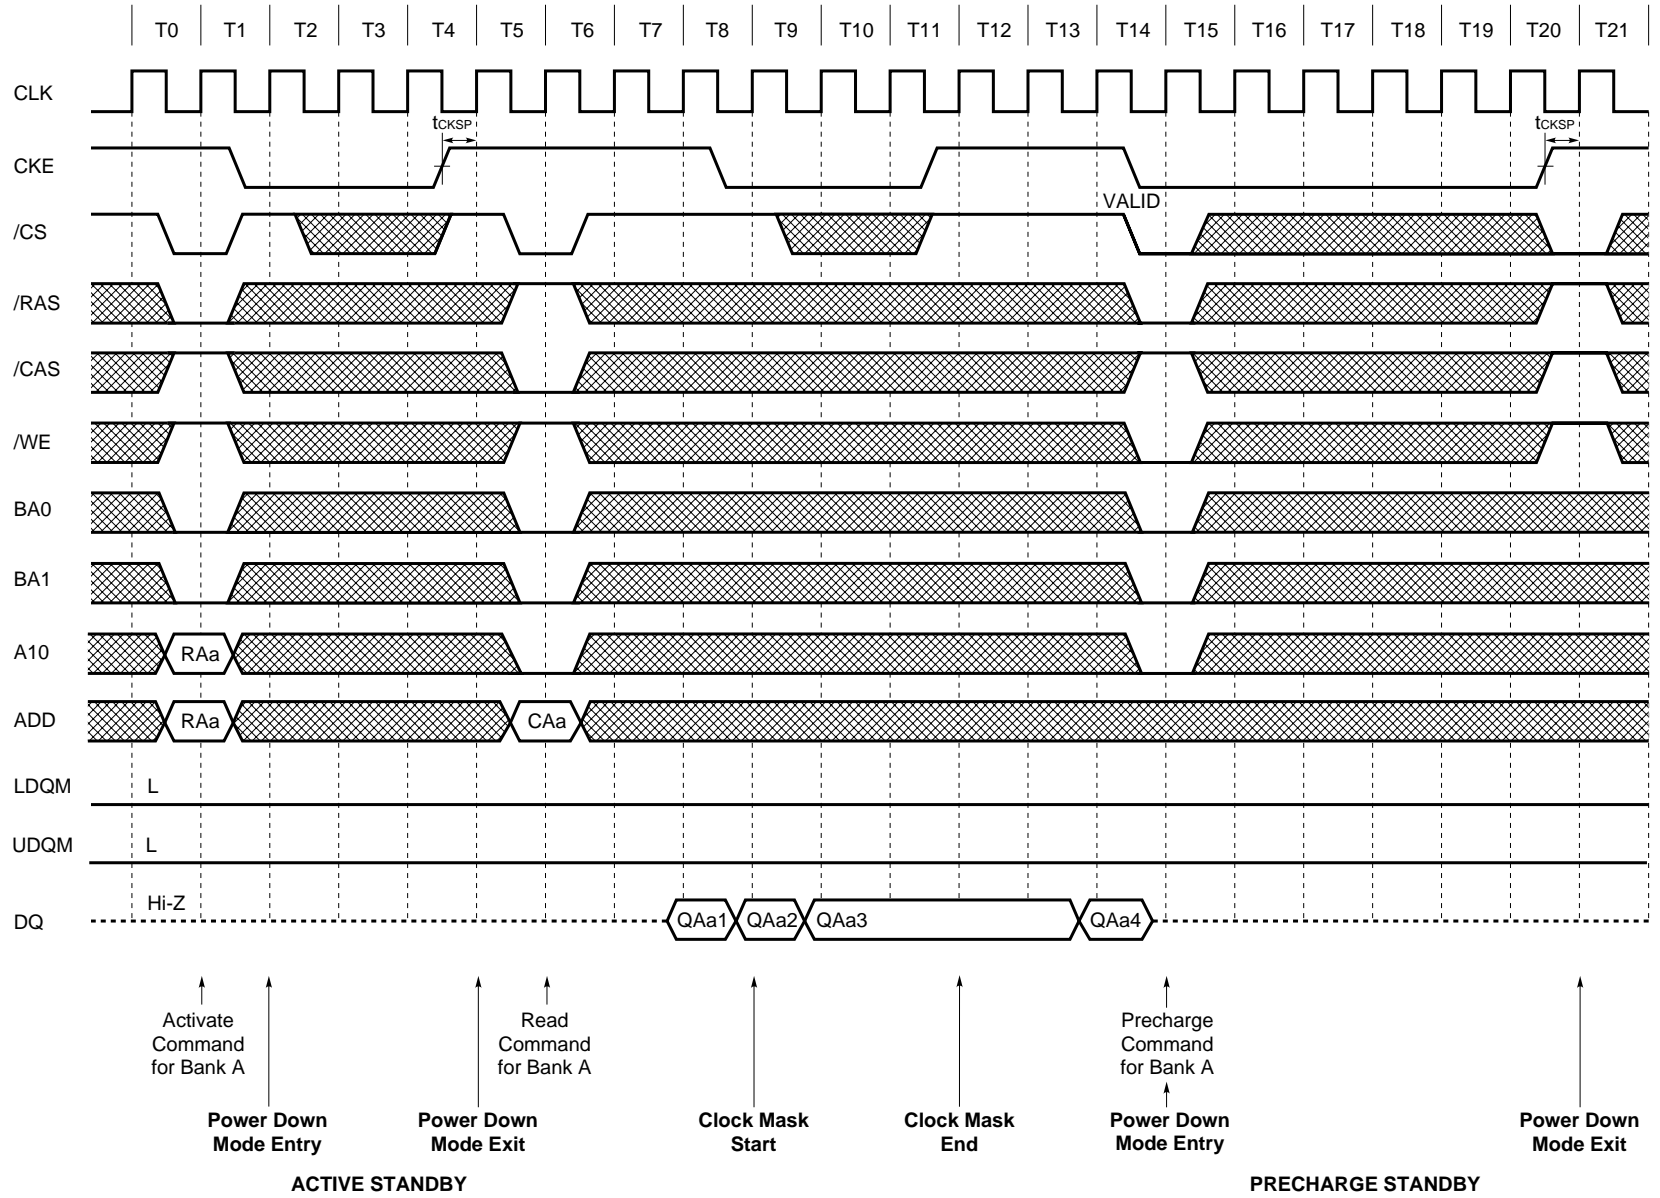 T0 T1 T2 T3 T4 T5 T6 T7 T8 T9 T10 T11 T12 T13 T14 T15 T16 T17 T18 T19 T20 T21
CLK
tCKSP tCKSP
CKE
VALID
/CS
/RAS
/CAS
/WE
BA0
BA1
A10 RAa
ADD RAa CAa
LDQM L
UDQM L
Hi-Z
DQ QAa1 QAa2 QAa3 QAa4
Activate
Command
for Bank A
Read
Command
for Bank A
Precharge
Command
for Bank A
Power Down
Mode Entry
Power Down
Mode Exit
Clock Mask
Start
Clock Mask
End
Power Down
Mode Entry
Power Down
Mode Exit
ACTIVE STANDBY
PRECHARGE STANDBY